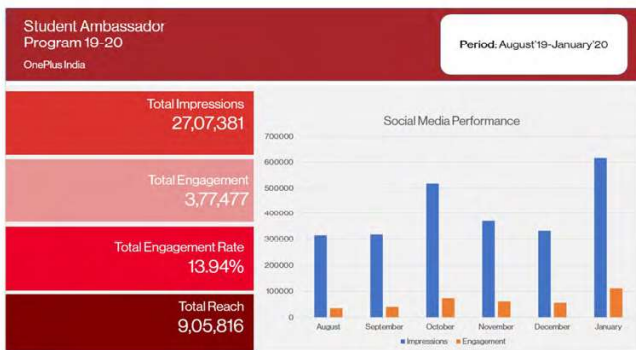 Student Ambassador
Program 19-20
OnePlus India
Period: August'19-January'20
Total Impressions
27,07,381
Total Engagement
3,77,477
Total Engagement Rate
13.94%
Total Reach
9,05,816
Social Media Performance
700000
600000
500000
400000
300000
200000
100000
0
August September October November December January
Impressions Engagement